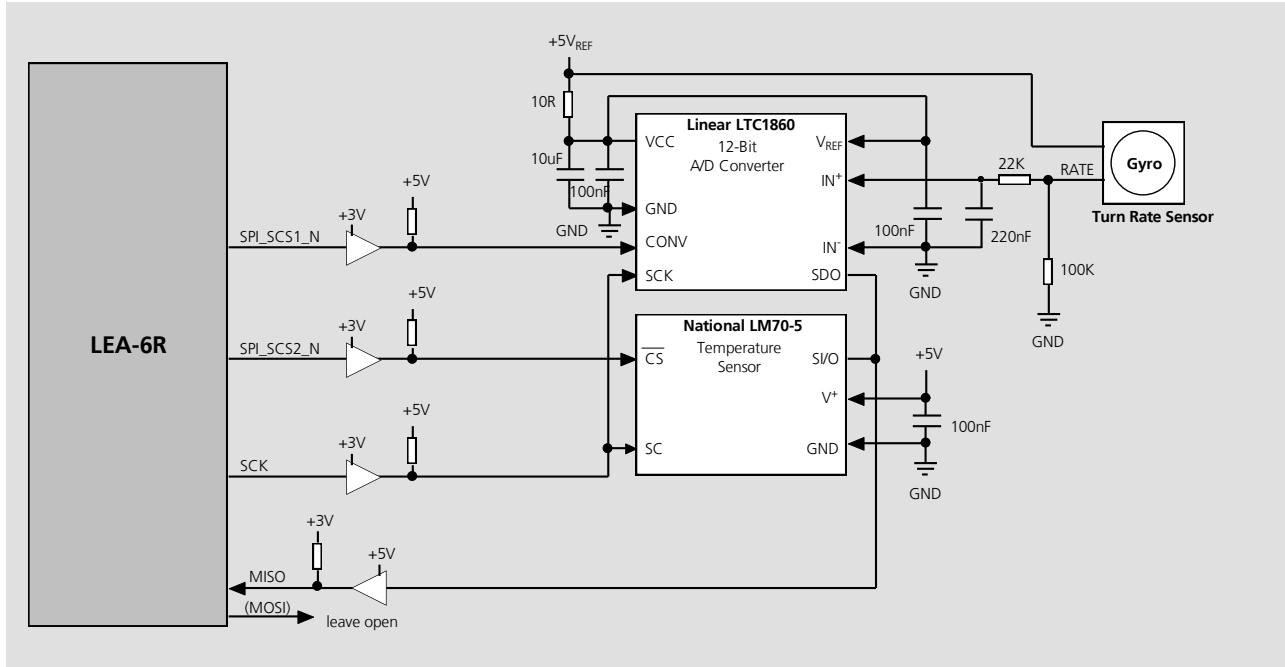 +5VREF
10R
10uF
100nF
GND
Linear LTC1860
12-Bit
A/D Converter
VCC
VREF
IN+
GND
CONV
IN-
SCK
SDO
22K
RATE
Gyro
Turn Rate Sensor
100nF
220nF
GND
100K
GND
LEA-6R
SPI_SCS1_N
+3V
+5V
SPI_SCS2_N
+3V
+5V
National LM70-5
Temperature
Sensor
CS
SI/O
V+
SC
GND
+5V
100nF
GND
SCK
+3V
+5V
+3V
+5V
MISO
(MOSI)
leave open